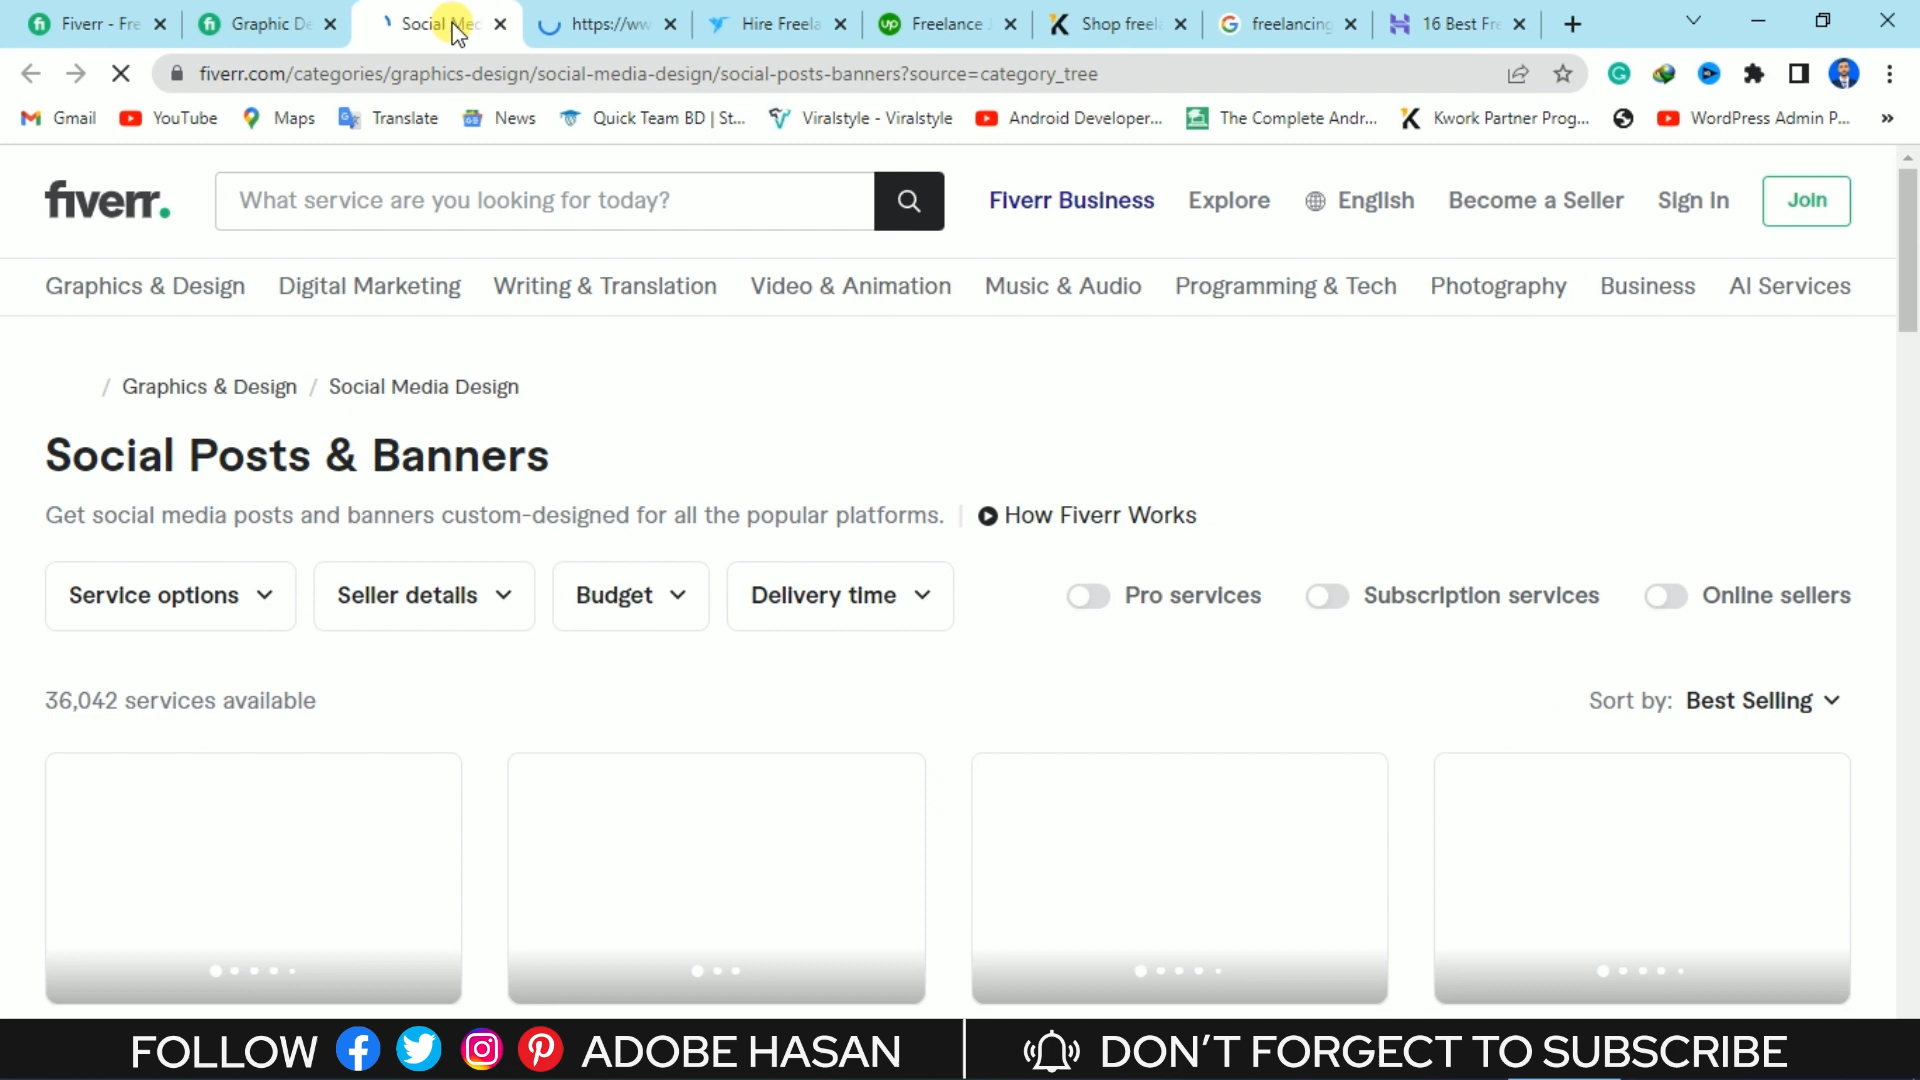 Fiverr - Fre
Graphic De
Social Med
https://ww
Hire Freela
Freelance J
Shop freela
freelancing
16 Best Fre
fiverr.com/categories/graphics-design/social-media-design/social-posts-banners?source=category_tree
Gmail
YouTube
Maps
Translate
News
Quick Team BD | St...
Viralstyle - Viralstyle
Android Developer...
The Complete Andr...
Kwork Partner Prog...
WordPress Admin P...
»
fiverr.
What service are you looking for today?
Fiverr Business
Explore
English
Become a Seller
Sign In
Join
Graphics & Design
Digital Marketing
Writing & Translation
Video & Animation
Music & Audio
Programming & Tech
Photography
Business
AI Services
/ Graphics & Design / Social Media Design
Social Posts & Banners
Get social media posts and banners custom-designed for all the popular platforms.
How Fiverr Works
Service options
Seller details
Budget
Delivery time
Pro services
Subscription services
Online sellers
36,042 services available
Sort by: Best Selling
FOLLOW
ADOBE HASAN
DON'T FORGECT TO SUBSCRIBE